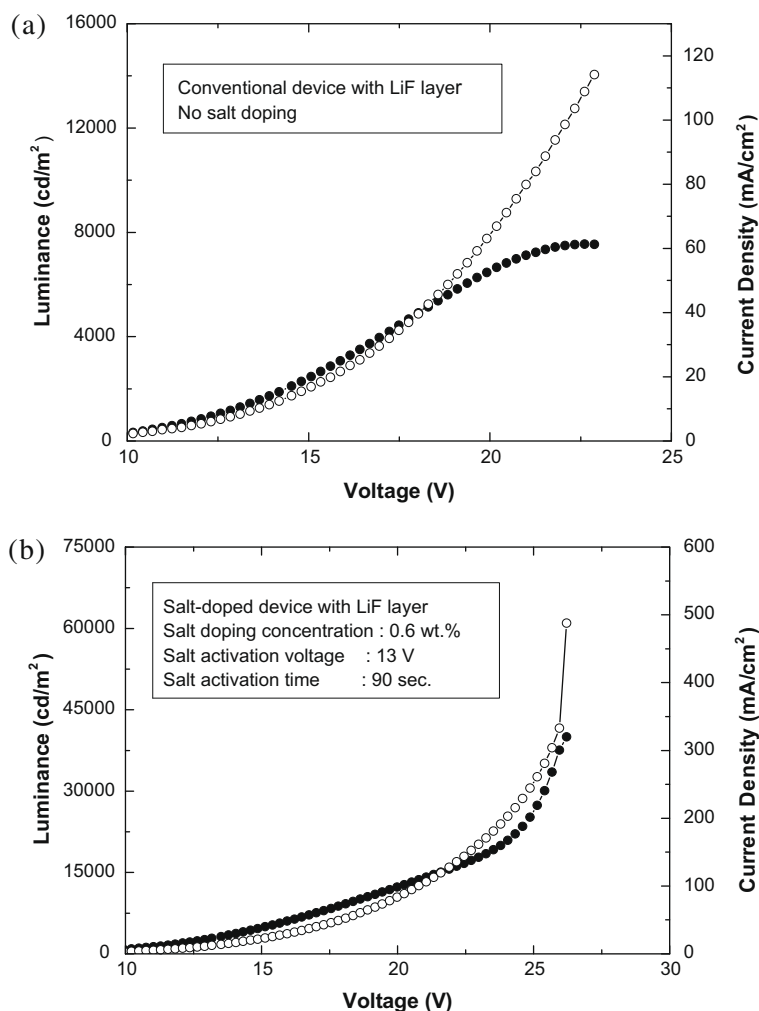 (a)
16000
12000
8000
4000
0
Luminance (cd/m²)
Conventional device with LiF layer
No salt doping
130
120
100
80
60
40
20
0
Current Density (mA/cm²)
10
15
20
25
Voltage (V)
(b)
75000
60000
45000
30000
15000
0
Luminance (cd/m²)
Salt-doped device with LiF layer
Salt doping concentration : 0.6 wt.%
Salt activation voltage : 13 V
Salt activation time : 90 sec.
600
500
400
300
200
100
0
Current Density (mA/cm²)
10
15
20
25
30
Voltage (V)